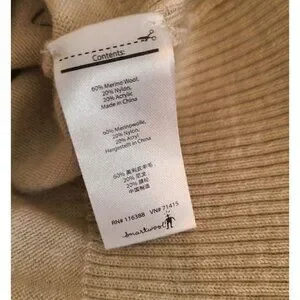 Contents:
60% Merino Wool,
20% Nylon,
20% Acrylic
Made in China
60% Merinowolle,
20% Nylon,
20% Acryl
Hergestellt in China
60% 美利奴羊毛
20% 尼龙
20% 腈纶
中国制造
RN# 116388 VN# 71415
Smartwool